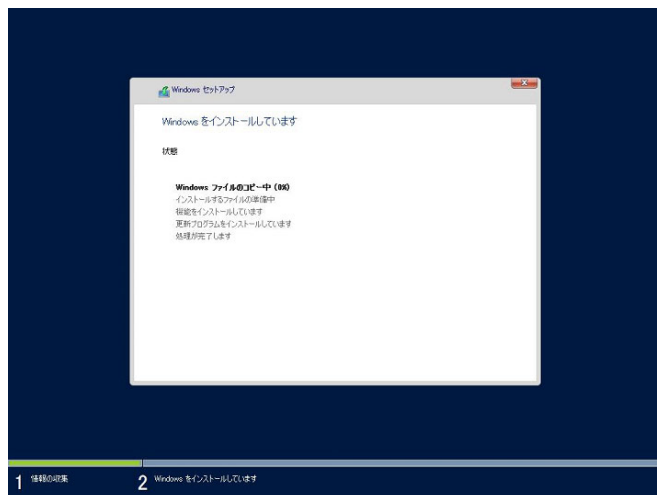 Windows セットアップ
Windows をインストールしています
状態
Windows ファイルのコピー中 (0%)
インストールするファイルの準備中
機能をインストールしています
更新プログラムをインストールしています
処理が完了します
1 情報の収集
2 Windows をインストールしています